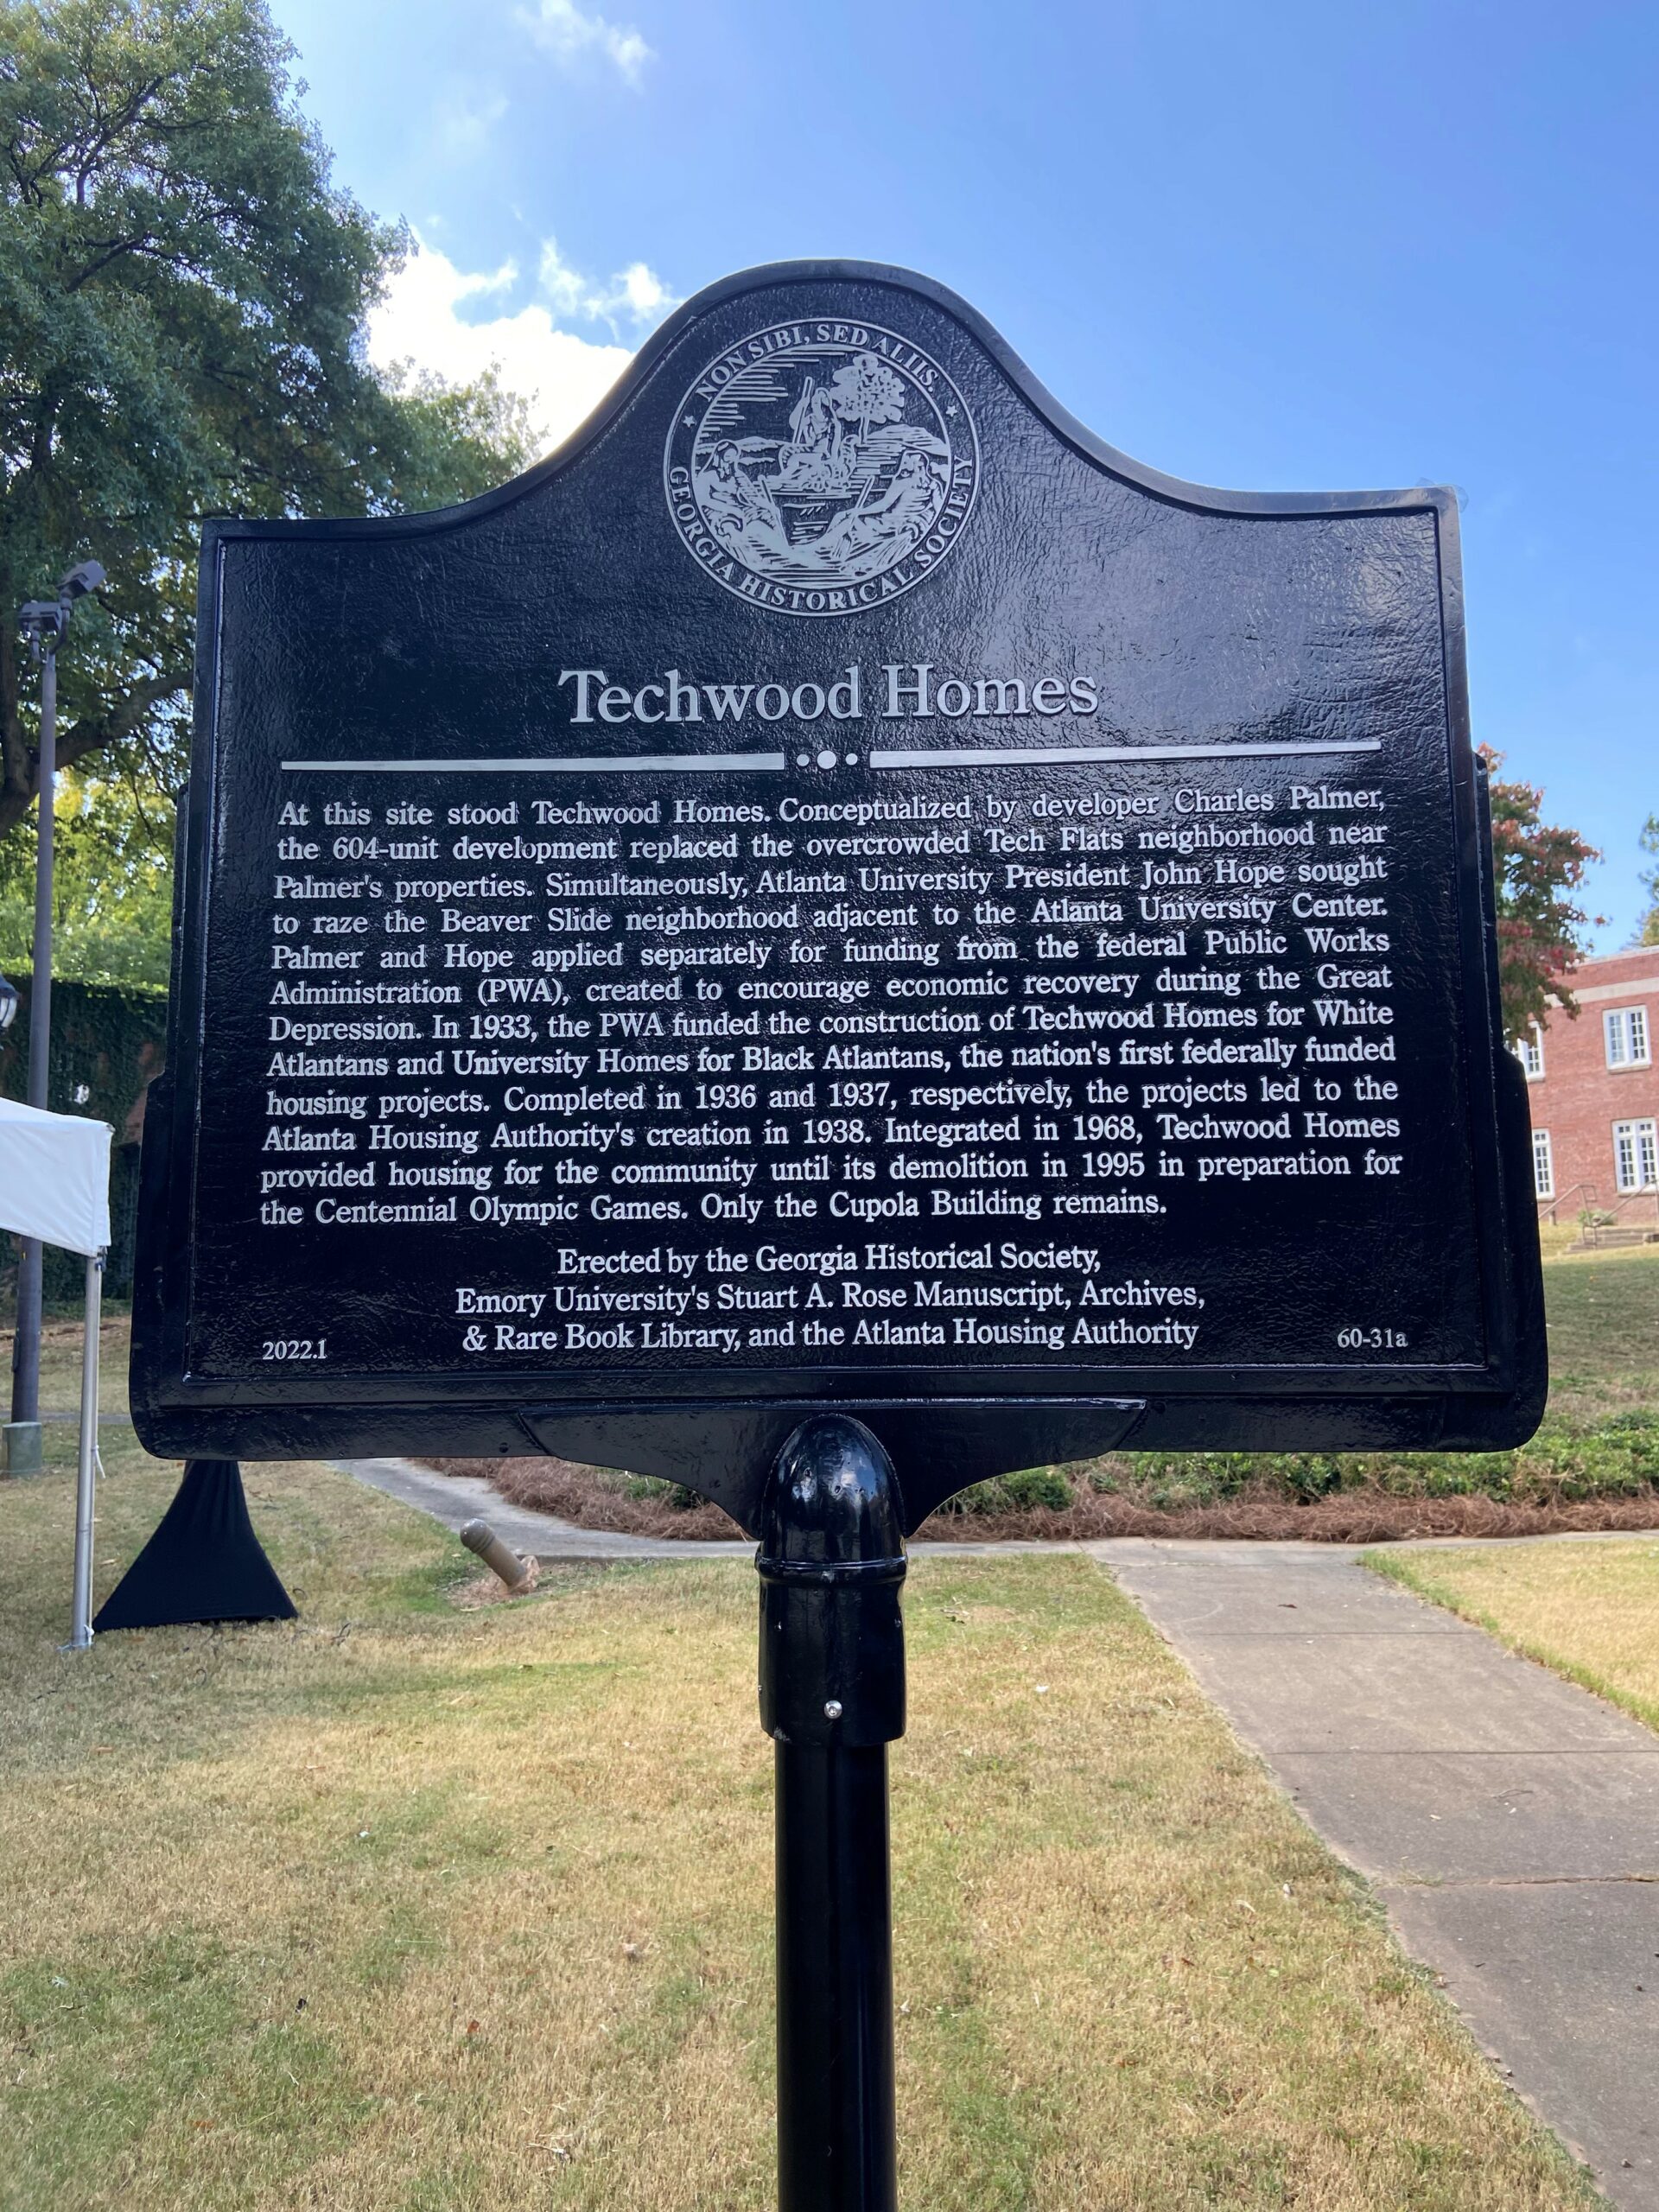 NON SIBI, SED ALIIS.
GEORGIA HISTORICAL SOCIETY
Techwood Homes
At this site stood Techwood Homes. Conceptualized by developer Charles Palmer,
the 604-unit development replaced the overcrowded Tech Flats neighborhood near
Palmer's properties. Simultaneously, Atlanta University President John Hope sought
to raze the Beaver Slide neighborhood adjacent to the Atlanta University Center.
Palmer and Hope applied separately for funding from the federal Public Works
Administration (PWA), created to encourage economic recovery during the Great
Depression. In 1933, the PWA funded the construction of Techwood Homes for White
Atlantans and University Homes for Black Atlantans, the nation's first federally funded
housing projects. Completed in 1936 and 1937, respectively, the projects led to the
Atlanta Housing Authority's creation in 1938. Integrated in 1968, Techwood Homes
provided housing for the community until its demolition in 1995 in preparation for
the Centennial Olympic Games. Only the Cupola Building remains.
Erected by the Georgia Historical Society,
Emory University's Stuart A. Rose Manuscript, Archives,
& Rare Book Library, and the Atlanta Housing Authority
2022.1
60-31a